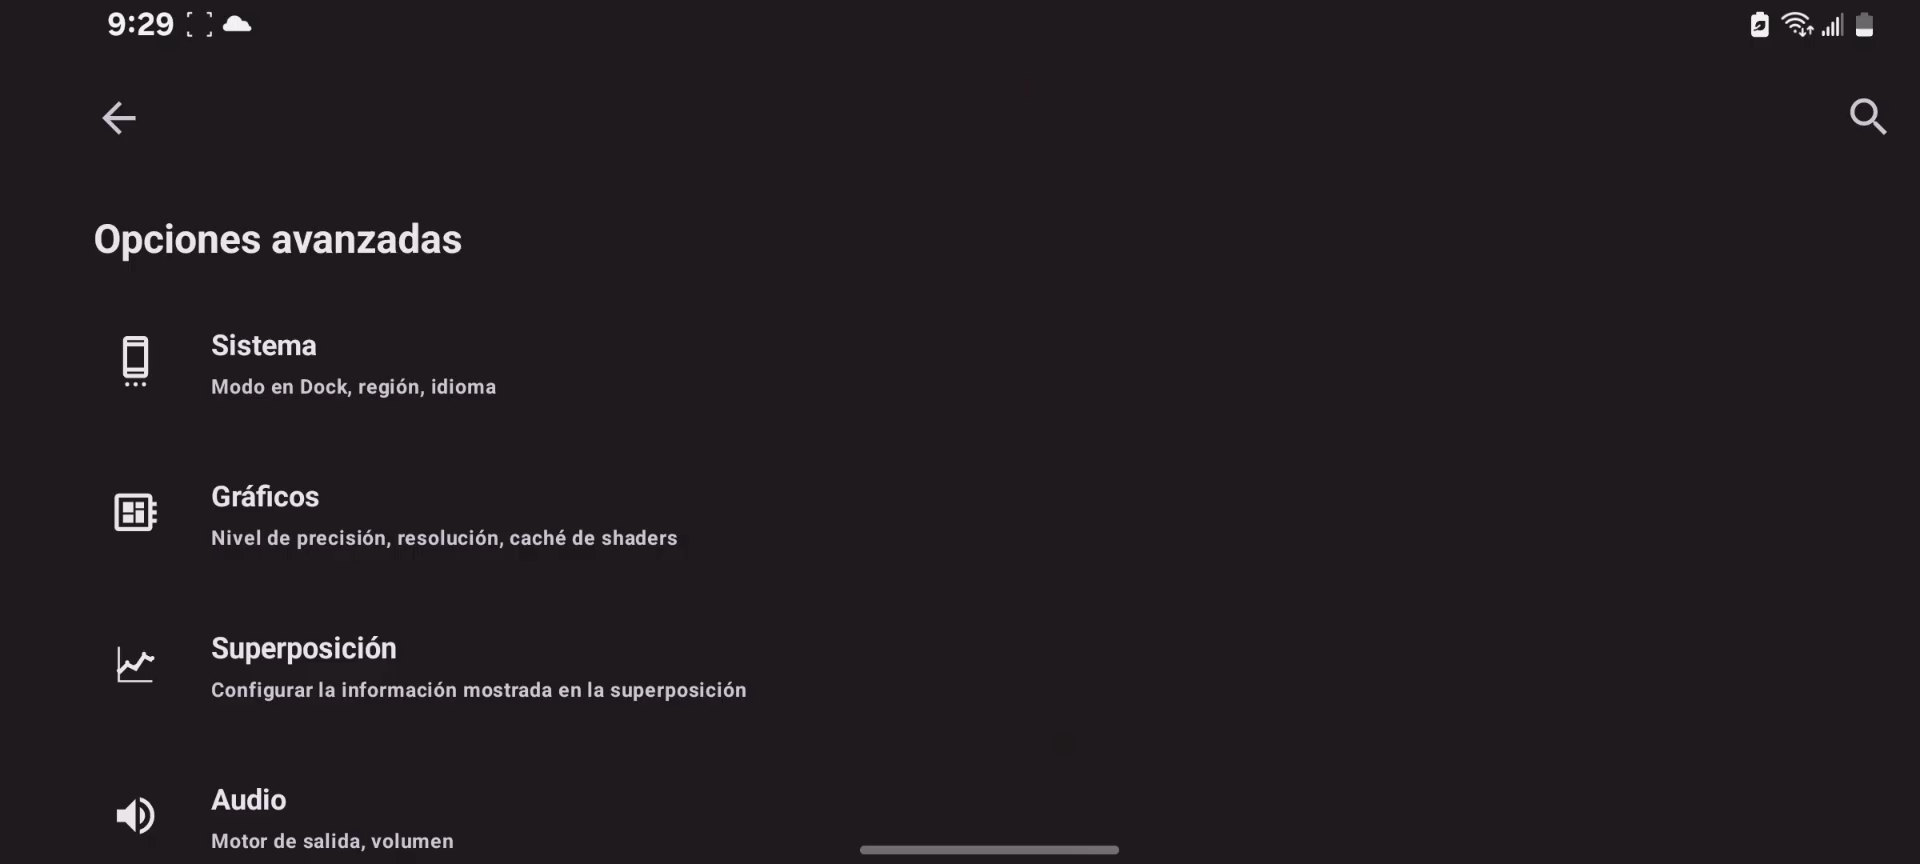 9:29
Opciones avanzadas
Sistema
Modo en Dock, región, idioma
Gráficos
Nivel de precisión, resolución, caché de shaders
Superposición
Configurar la información mostrada en la superposición
Audio
Motor de salida, volumen